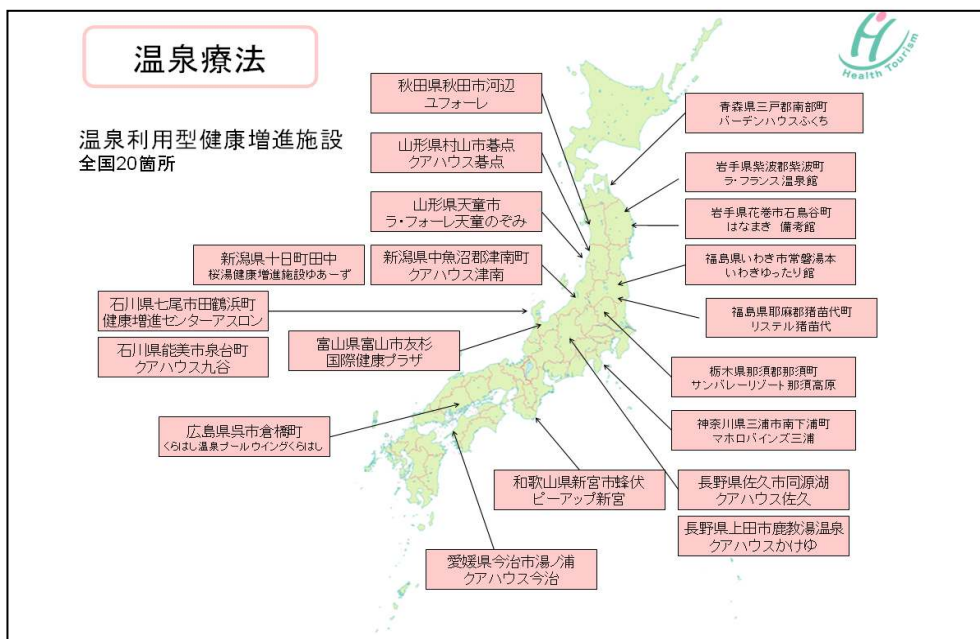 温泉療法
Health Tourism
温泉利用型健康増進施設
全国20箇所
秋田県秋田市河辺
ユフォーレ
山形県村山市碁点
クアハウス碁点
山形県天童市
ラ・フォーレ天童のぞみ
新潟県十日町田中
桜湯健康増進施設ゆあーず
新潟県中魚沼郡津南町
クアハウス津南
石川県七尾市田鶴浜町
健康増進センターアスロン
石川県能美市泉台町
クアハウス九谷
富山県富山市友杉
国際健康プラザ
広島県呉市倉橋町
くらはし温泉プールウイングくらはし
愛媛県今治市湯ノ浦
クアハウス今治
和歌山県新宮市蜂伏
ピーアップ新宮
青森県三戸郡南部町
バーデンハウスふくち
岩手県紫波郡紫波町
ラ・フランス温泉館
岩手県花巻市石鳥谷町
はなまき 備考館
福島県いわき市常磐湯本
いわきゆったり館
福島県耶麻郡猪苗代町
リステル猪苗代
栃木県那須郡那須町
サンバレーリゾート那須高原
神奈川県三浦市南下浦町
マホロバインズ三浦
長野県佐久市同源湖
クアハウス佐久
長野県上田市鹿教湯温泉
クアハウスかけゆ